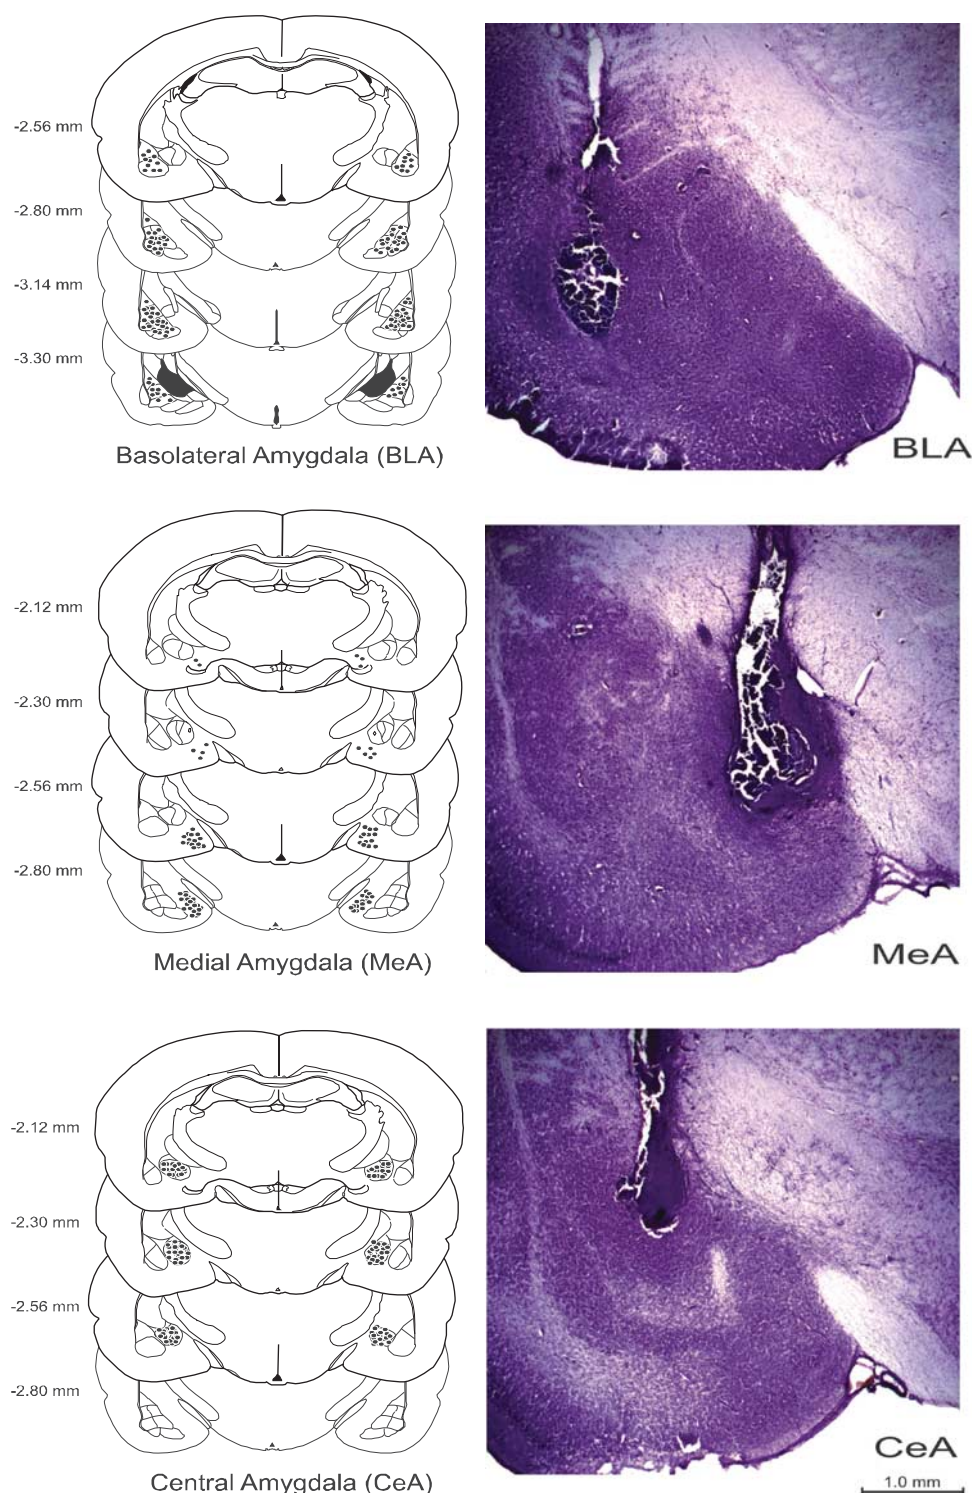 -2.56 mm
-2.80 mm
-3.14 mm
-3.30 mm
Basolateral Amygdala (BLA)
BLA
-2.12 mm
-2.30 mm
-2.56 mm
-2.80 mm
Medial Amygdala (MeA)
MeA
-2.12 mm
-2.30 mm
-2.56 mm
-2.80 mm
Central Amygdala (CeA)
CeA
1.0 mm